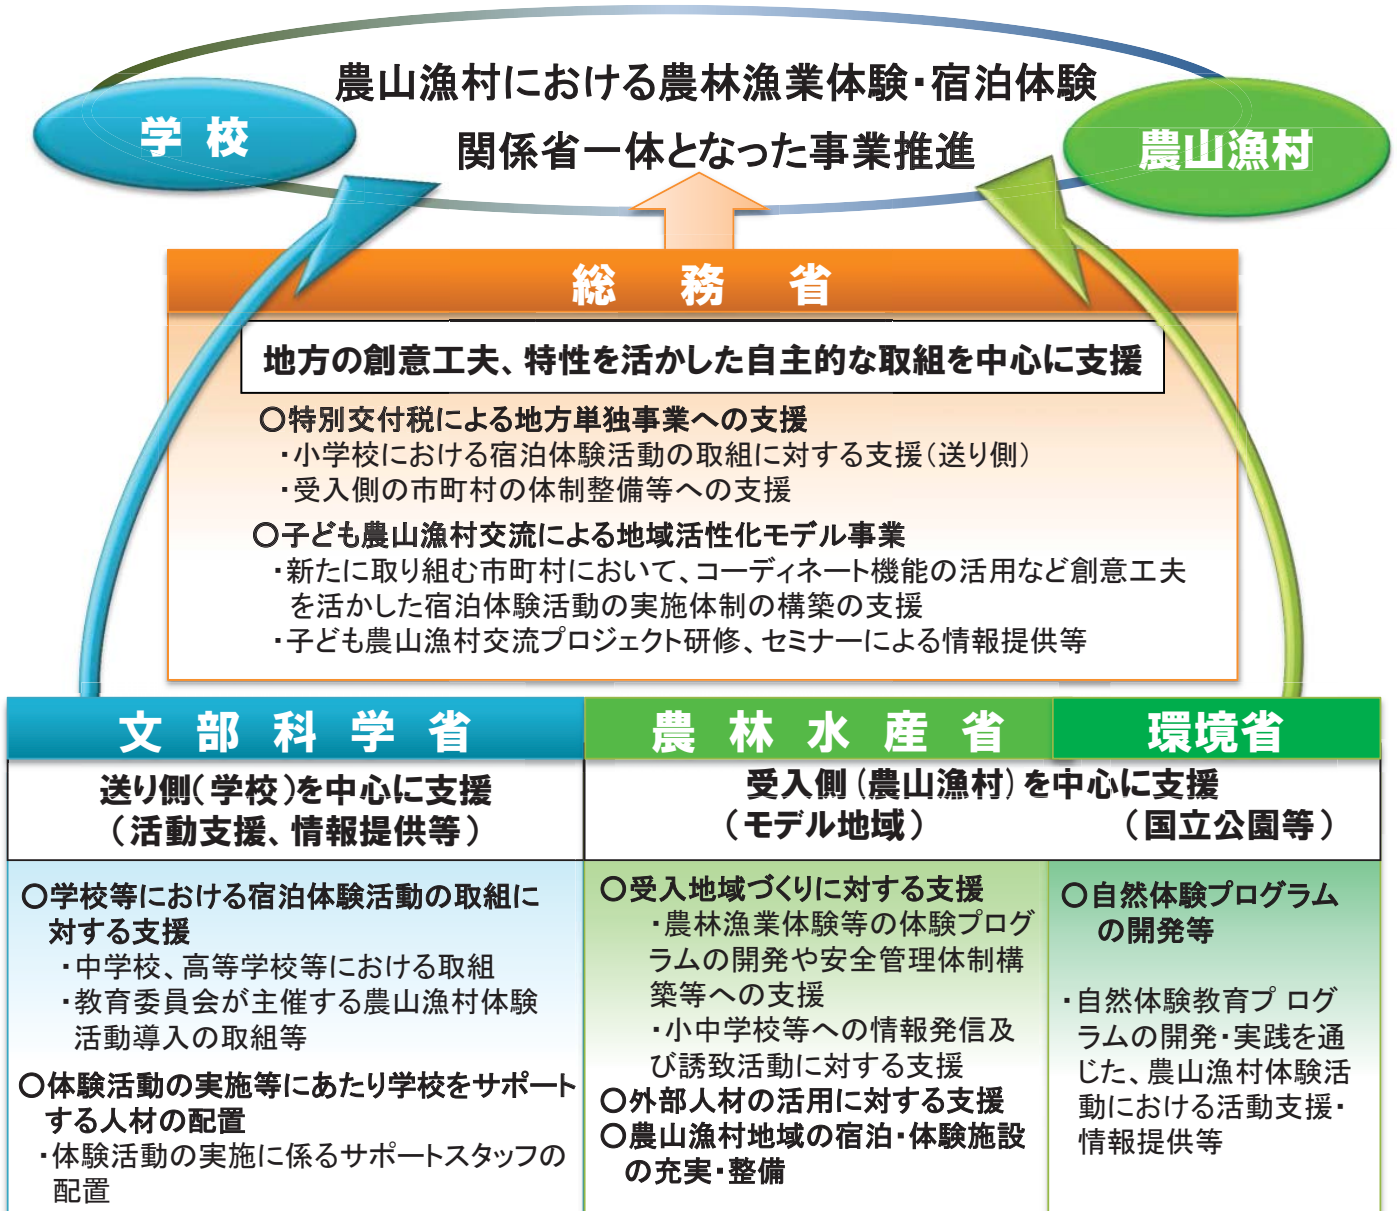 農山漁村における農林漁業体験・宿泊体験
学校
関係省一体となった事業推進
農山漁村
総務省
地方の創意工夫、特性を活かした自主的な取組を中心に支援
〇特別交付税による地方単独事業への支援
・小学校における宿泊体験活動の取組に対する支援（送り側）
・受入側の市町村の体制整備等への支援
〇子ども農山漁村交流による地域活性化モデル事業
・新たに取り組む市町村において、コーディネート機能の活用など創意工夫
を活かした宿泊体験活動の実施体制の構築の支援
・子ども農山漁村交流プロジェクト研修、セミナーによる情報提供等
文部科学省
送り側（学校）を中心に支援
（活動支援、情報提供等）
〇学校等における宿泊体験活動の取組に
対する支援
・中学校、高等学校等における取組
・教育委員会が主催する農山漁村体験
活動導入の取組等
〇体験活動の実施等にあたり学校をサポート
する人材の配置
・体験活動の実施に係るサポートスタッフの
配置
農林水産省
環境省
受入側（農山漁村）を中心に支援
（モデル地域）
（国立公園等）
〇受入地域づくりに対する支援
・農林漁業体験等の体験プログ
ラムの開発や安全管理体制構
築等への支援
・小中学校等への情報発信及
び誘致活動に対する支援
〇外部人材の活用に対する支援
〇農山漁村地域の宿泊・体験施設
の充実・整備
〇自然体験プログラム
の開発等
・自然体験教育プ ログ
ラムの開発・実践を通
じた、農山漁村体験活
動における活動支援・
情報提供等